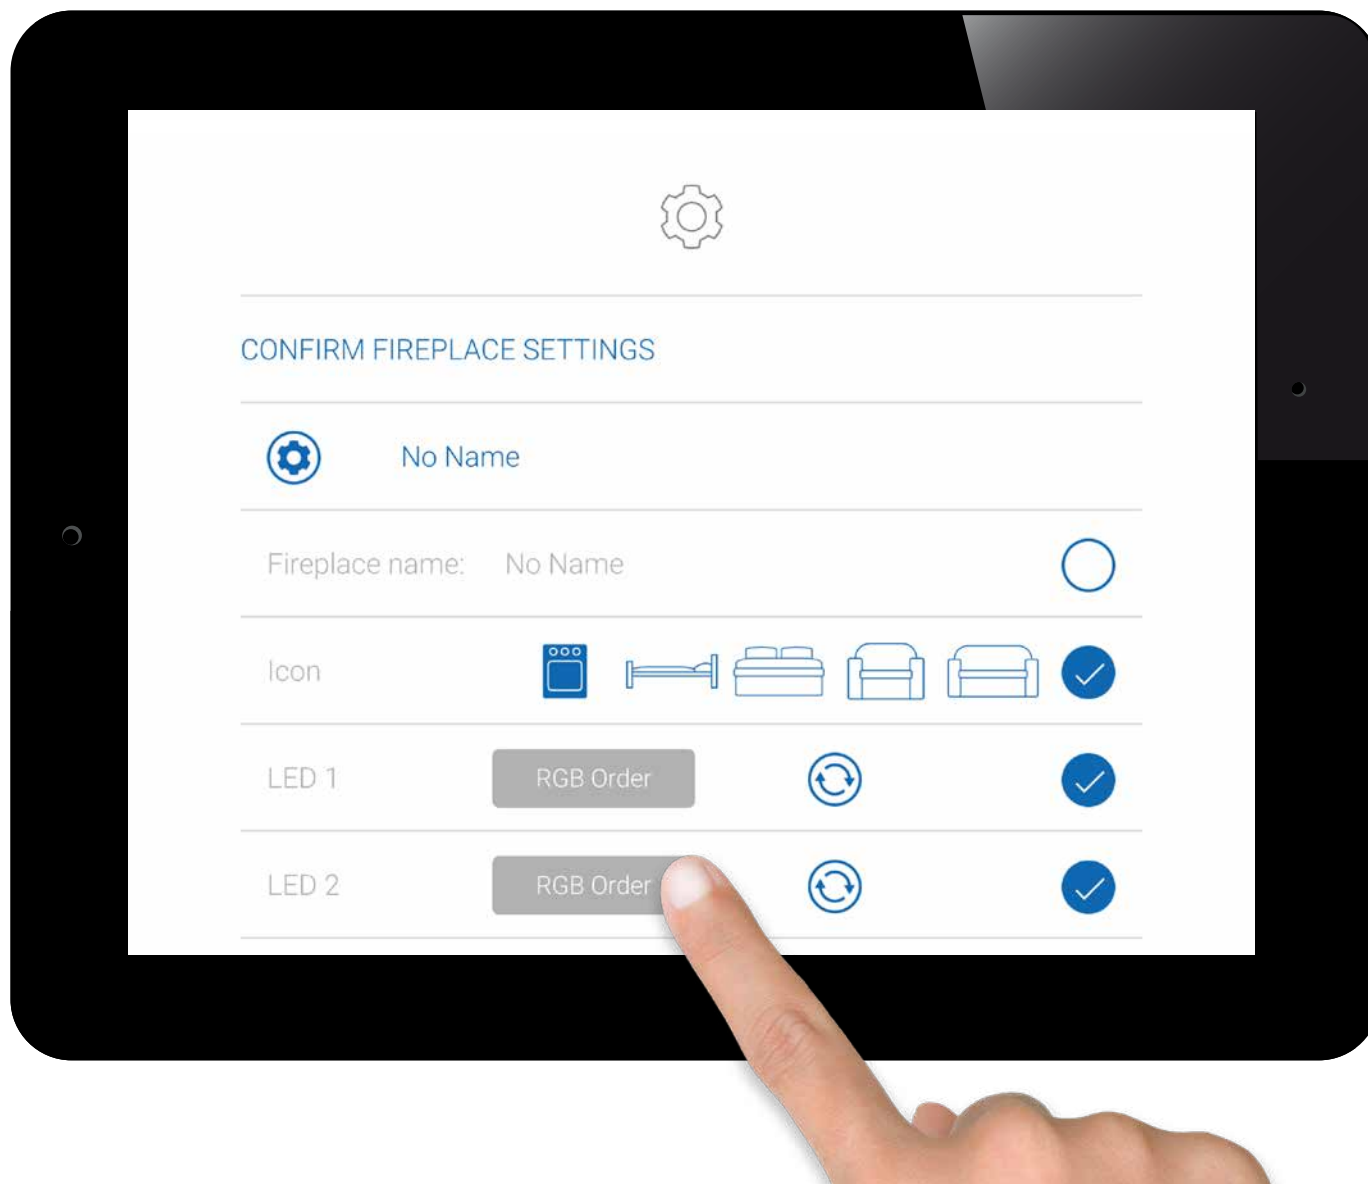 CONFIRM FIREPLACE SETTINGS
No Name
Fireplace name: No Name
Icon
LED 1 RGB Order
LED 2 RGB Order